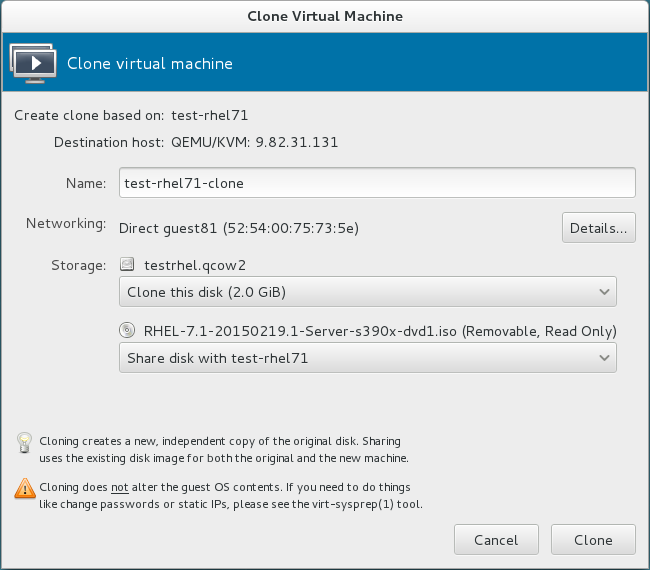 Clone Virtual Machine
Clone virtual machine
Create clone based on: test-rhel71
Destination host: QEMU/KVM: 9.82.31.131
Name: test-rhel71-clone
Networking: Direct guest81 (52:54:00:75:73:5e) Details...
Storage: testrhel.qcow2
Clone this disk (2.0 GiB)
RHEL-7.1-20150219.1-Server-s390x-dvd1.iso (Removable, Read Only)
Share disk with test-rhel71
Cloning creates a new, independent copy of the original disk. Sharing
uses the existing disk image for both the original and the new machine.
Cloning does not alter the guest OS contents. If you need to do things
like change passwords or static IPs, please see the virt-sysprep(1) tool.
Cancel Clone